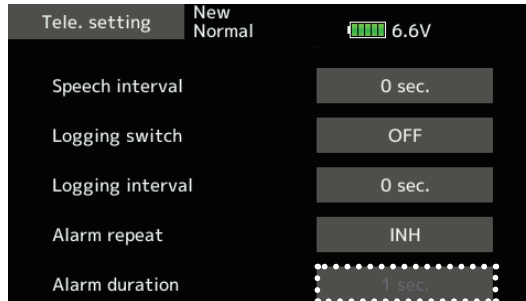 Tele. setting New
Normal 6.6V
Speech interval 0 sec.
Logging switch OFF
Logging interval 0 sec.
Alarm repeat INH
Alarm duration 1 sec.